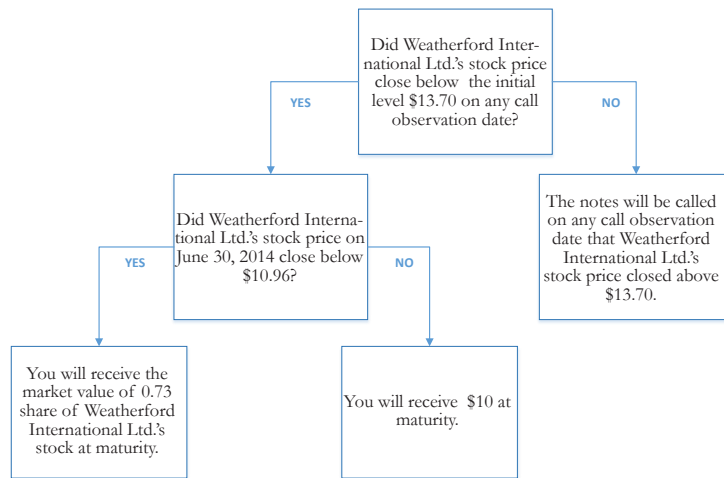 Did Weatherford Inter-
national Ltd.'s stock price
close below the initial
level $13.70 on any call
observation date?
YES
NO
Did Weatherford Interna-
tional Ltd.'s stock price on
June 30, 2014 close below
$10.96?
The notes will be called
on any call observation
date that Weatherford
International Ltd.'s
stock price closed above
$13.70.
YES
NO
You will receive the
market value of 0.73
share of Weatherford
International Ltd.'s
stock at maturity.
You will receive $10 at
maturity.